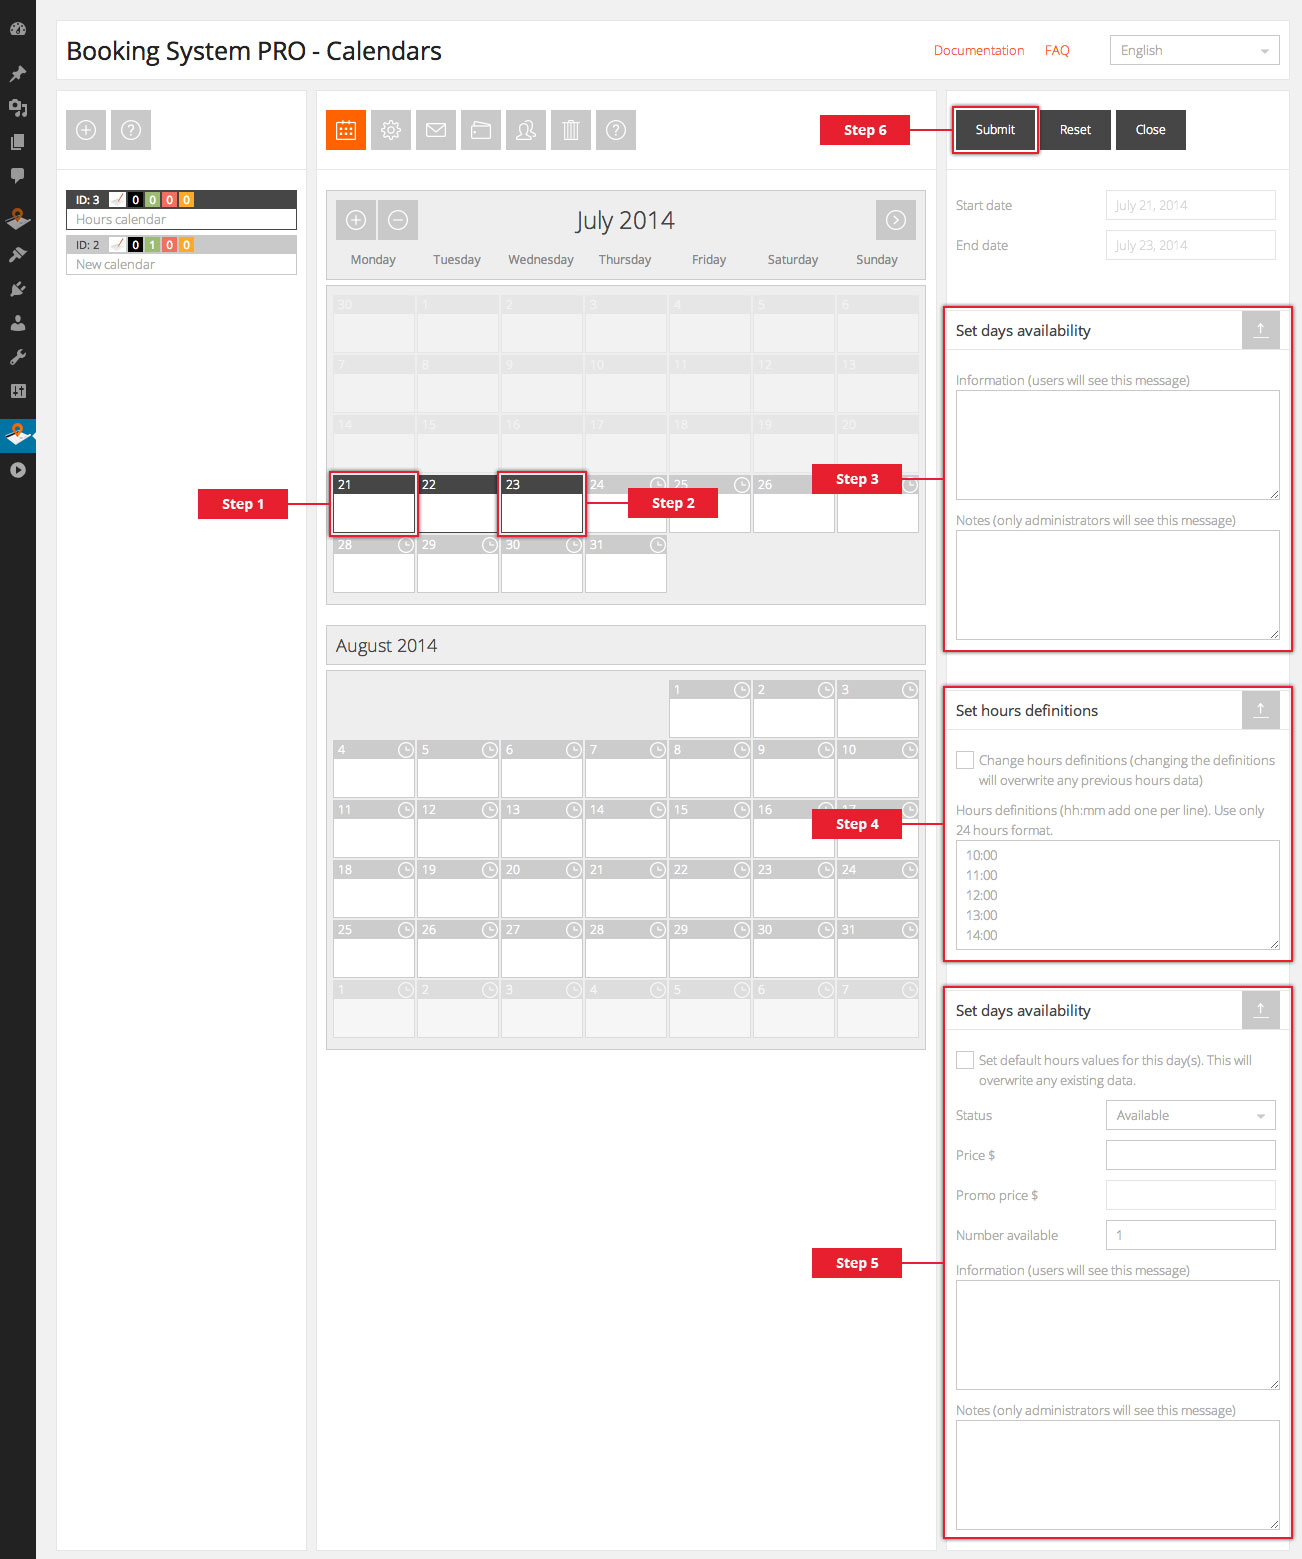 Booking System PRO - Calendars
Documentation
FAQ
English
Step 6
Submit
Reset
Close
ID: 3 0 0 0 0
Hours calendar
ID: 2 0 1 0 0
New calendar
July 2014
Monday Tuesday Wednesday Thursday Friday Saturday Sunday
30 1 2 3 4 5 6
7 8 9 10 11 12 13
14 15 16 17 18 19 20
21 22 23 24 25 26
28 29 30 31
Step 1
Step 2
August 2014
1 2 3
4 5 6 7 8 9 10
11 12 13 14 15 16 17
18 19 20 21 22 23 24
25 26 27 28 29 30 31
1 2 3 4 5 6 7
Start date July 21, 2014
End date July 23, 2014
Step 3
Set days availability
Information (users will see this message)
Notes (only administrators will see this message)
Step 4
Set hours definitions
Change hours definitions (changing the definitions
will overwrite any previous hours data)
Hours definitions (hh:mm add one per line). Use only
24 hours format.
10:00
11:00
12:00
13:00
14:00
Step 5
Set days availability
Set default hours values for this day(s). This will
overwrite any existing data.
Status Available
Price $
Promo price $
Number available 1
Information (users will see this message)
Notes (only administrators will see this message)